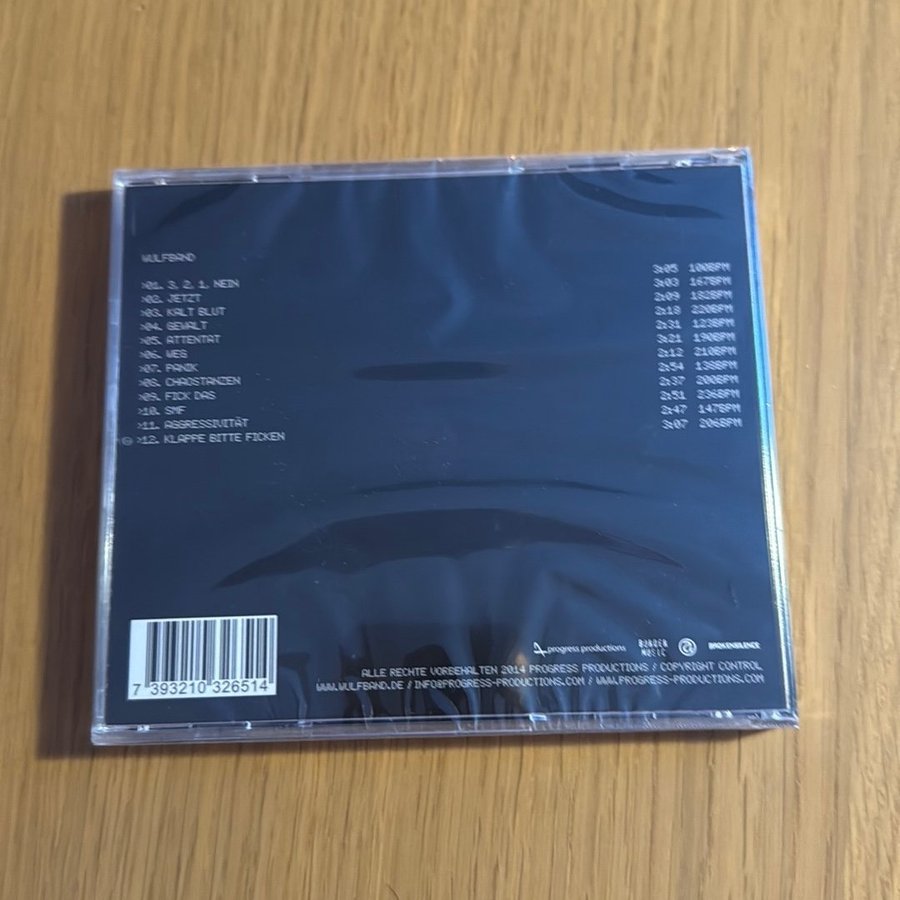 WULFBAND
>01. 3, 2, 1, NEIN 3:05 100BPM
>02. JETZT 3:03 167BPM
>03. KALT BLUT 2:09 182BPM
>04. GEWALT 2:18 220BPM
>05. ATTENTAT 2:31 123BPM
>06. WEG 3:21 190BPM
>07. PANIK 2:12 210BPM
>08. CHAOSTANZEN 2:54 138BPM
>09. FICK DAS 2:37 200BPM
>10. SMF 2:51 236BPM
>11. AGGRESSIVITÄT 2:47 147BPM
>12. KLAPPE BITTE FICKEN 3:07 206BPM
progress productions
MUSIC
BROKENSILENCE
ALLE RECHTE VORBEHALTEN 2014 PROGRESS PRODUCTIONS / COPYRIGHT CONTROL
WWW.WULFBAND.DE / INFO@PROGRESS-PRODUCTIONS.COM / WWW.PROGRESS-PRODUCTIONS.COM
7 393210 326514